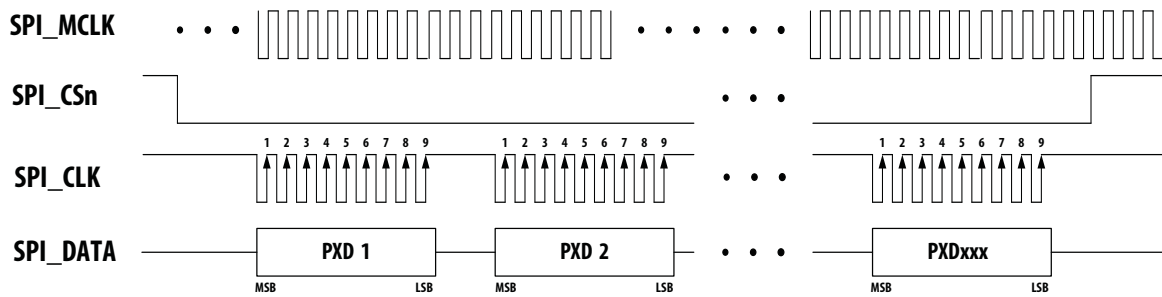 SPI_MCLK
SPI_CSn
1 2 3 4 5 6 7 8 9 1 2 3 4 5 6 7 8 9 1 2 3 4 5 6 7 8 9
SPI_CLK
SPI_DATA PXD 1 PXD 2 PXDxxx
MSB LSB MSB LSB MSB LSB